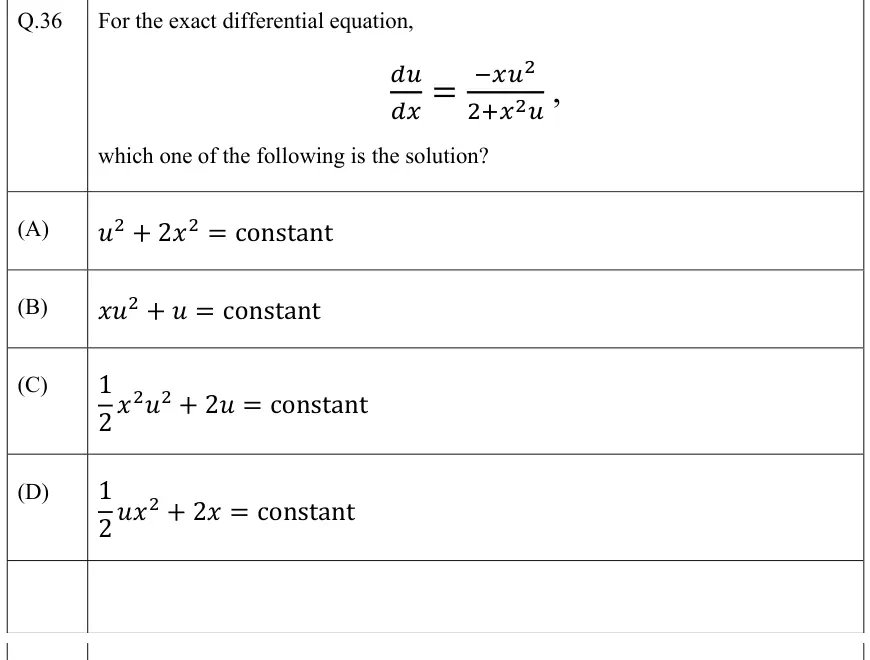 Q.36 For the exact differential equation,
du/dx = −xu²/2+x²u ,
which one of the following is the solution?
(A) u² + 2x² = constant
(B) xu² + u = constant
(C) 1/2 x²u² + 2u = constant
(D) 1/2 ux² + 2x = constant